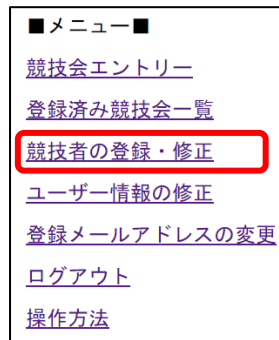 ■メニュー■
競技会エントリー
登録済み競技会一覧
競技者の登録・修正
ユーザー情報の修正
登録メールアドレスの変更
ログアウト
操作方法